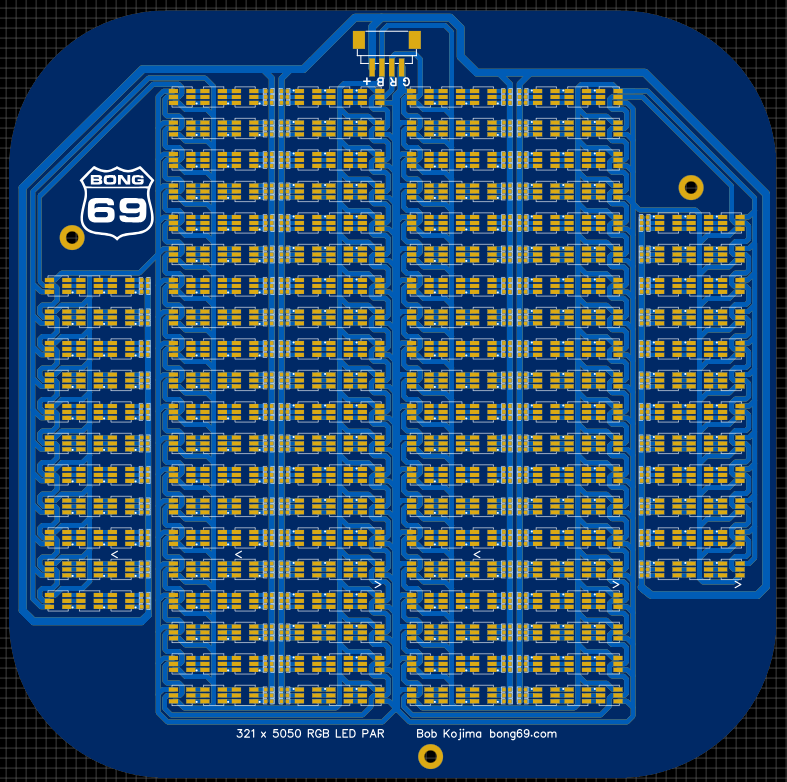 + B R G
BONG
69
<
<
<
>
>
>
321 x 5050 RGB LED PAR
Bob Kojima bong69.com